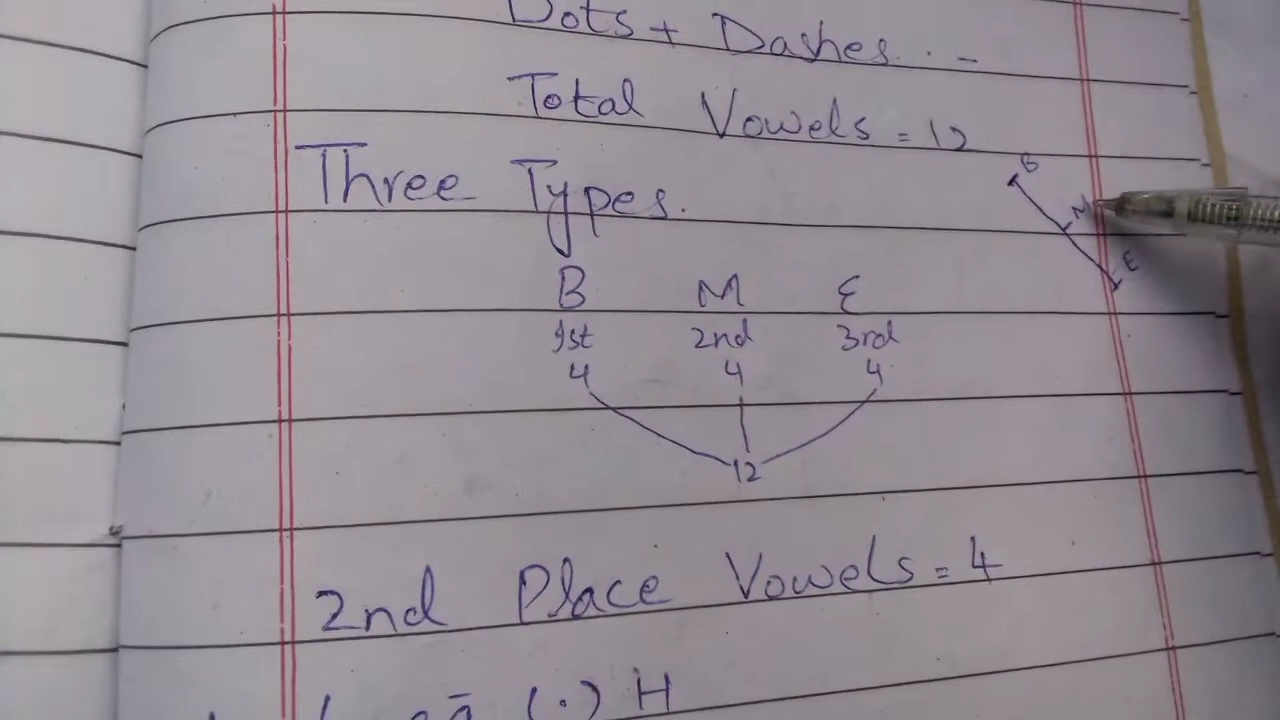 Dots + Dashes. . -
Total Vowels = 12
Three Types.
B
M
E
B M E
1st 2nd 3rd
4 4 4
12
2nd Place Vowels = 4
(.) H